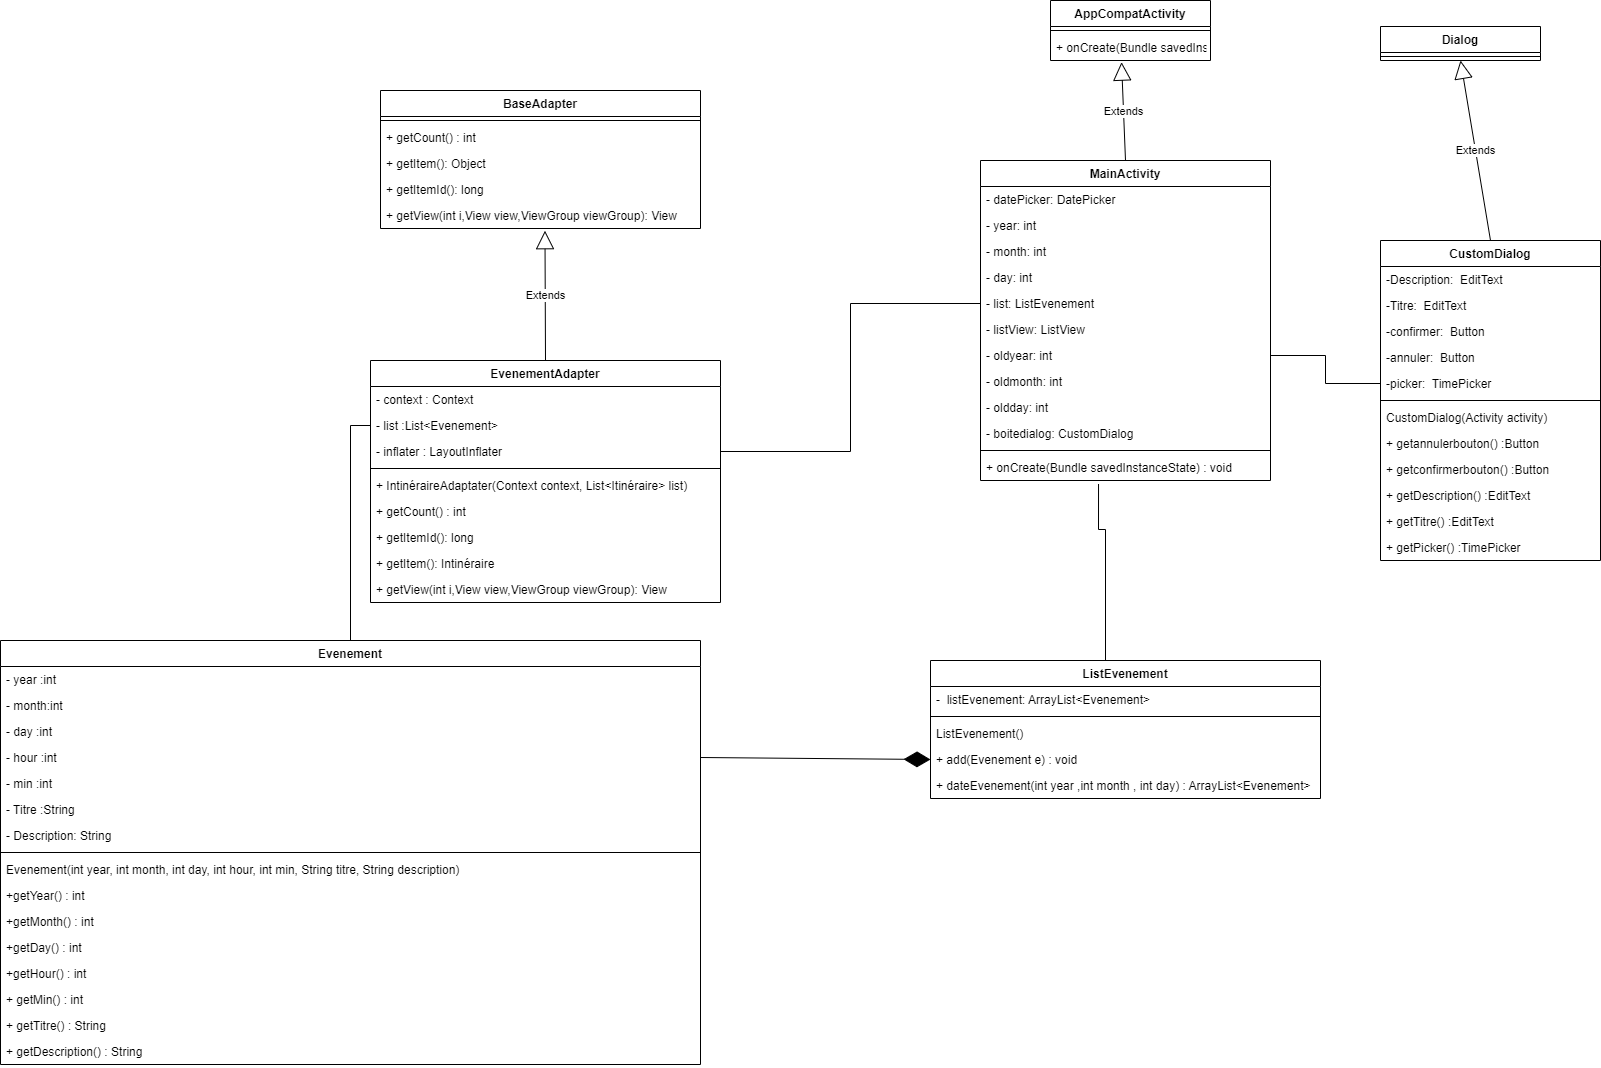 AppCompatActivity
+ onCreate(Bundle savedIns
Extends
Dialog
Extends
BaseAdapter
+ getCount() : int
+ getItem(): Object
+ getItemId(): long
+ getView(int i,View view,ViewGroup viewGroup): View
Extends
MainActivity
- datePicker: DatePicker
- year: int
- month: int
- day: int
- list: ListEvenement
- listView: ListView
- oldyear: int
- oldmonth: int
- oldday: int
- boitedialog: CustomDialog
+ onCreate(Bundle savedInstanceState) : void
CustomDialog
-Description:  EditText
-Titre:  EditText
-confirmer:  Button
-annuler:  Button
-picker:  TimePicker
CustomDialog(Activity activity)
+ getannulerbouton() :Button
+ getconfirmerbouton() :Button
+ getDescription() :EditText
+ getTitre() :EditText
+ getPicker() :TimePicker
EvenementAdapter
- context : Context
- list :List<Evenement>
- inflater : LayoutInflater
+ IntinéraireAdaptater(Context context, List<Itinéraire> list)
+ getCount() : int
+ getItemId(): long
+ getItem(): Intinéraire
+ getView(int i,View view,ViewGroup viewGroup): View
Evenement
- year :int
- month:int
- day :int
- hour :int
- min :int
- Titre :String
- Description: String
Evenement(int year, int month, int day, int hour, int min, String titre, String description)
+getYear() : int
+getMonth() : int
+getDay() : int
+getHour() : int
+ getMin() : int
+ getTitre() : String
+ getDescription() : String
ListEvenement
-  listEvenement: ArrayList<Evenement>
ListEvenement()
+ add(Evenement e) : void
+ dateEvenement(int year ,int month , int day) : ArrayList<Evenement>